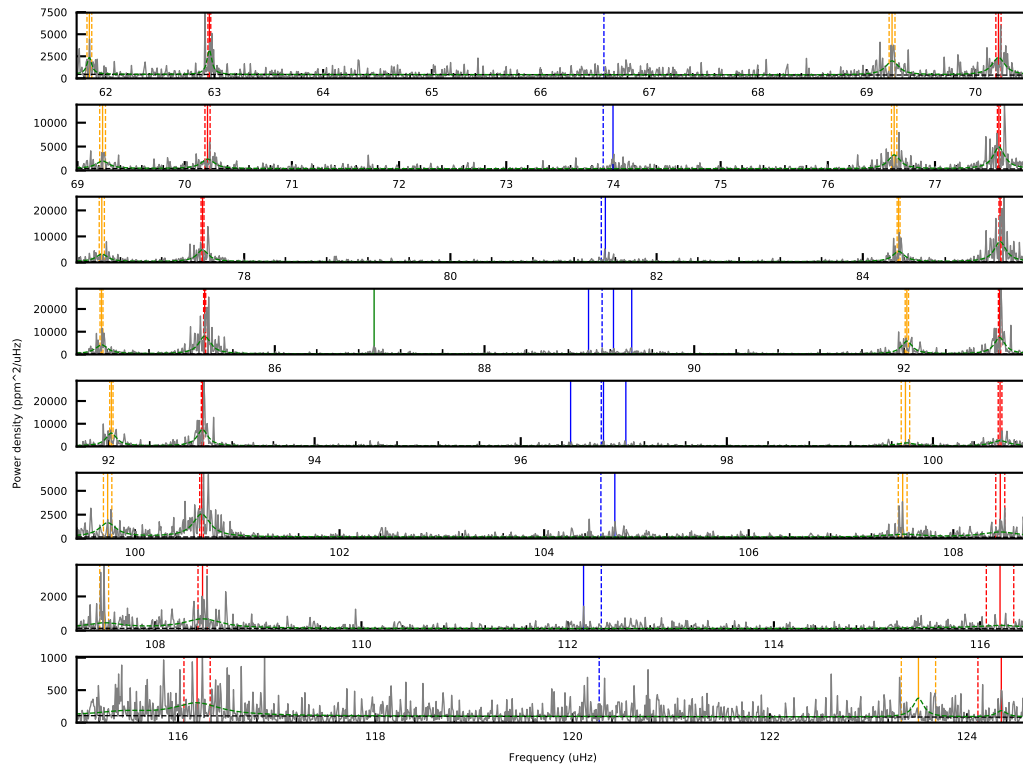 7500
5000
2500
0
62 63 64 65 66 67 68 69 70
10000
5000
0
69 70 71 72 73 74 75 76 77
20000
10000
0
78 80 82 84
20000
10000
0
86 88 90 92
20000
10000
0
92 94 96 98 100
5000
2500
0
100 102 104 106 108
2000
0
108 110 112 114 116
1000
500
0
116 118 120 122 124
Power density (ppm^2/(uHz)
Frequency (uHz)